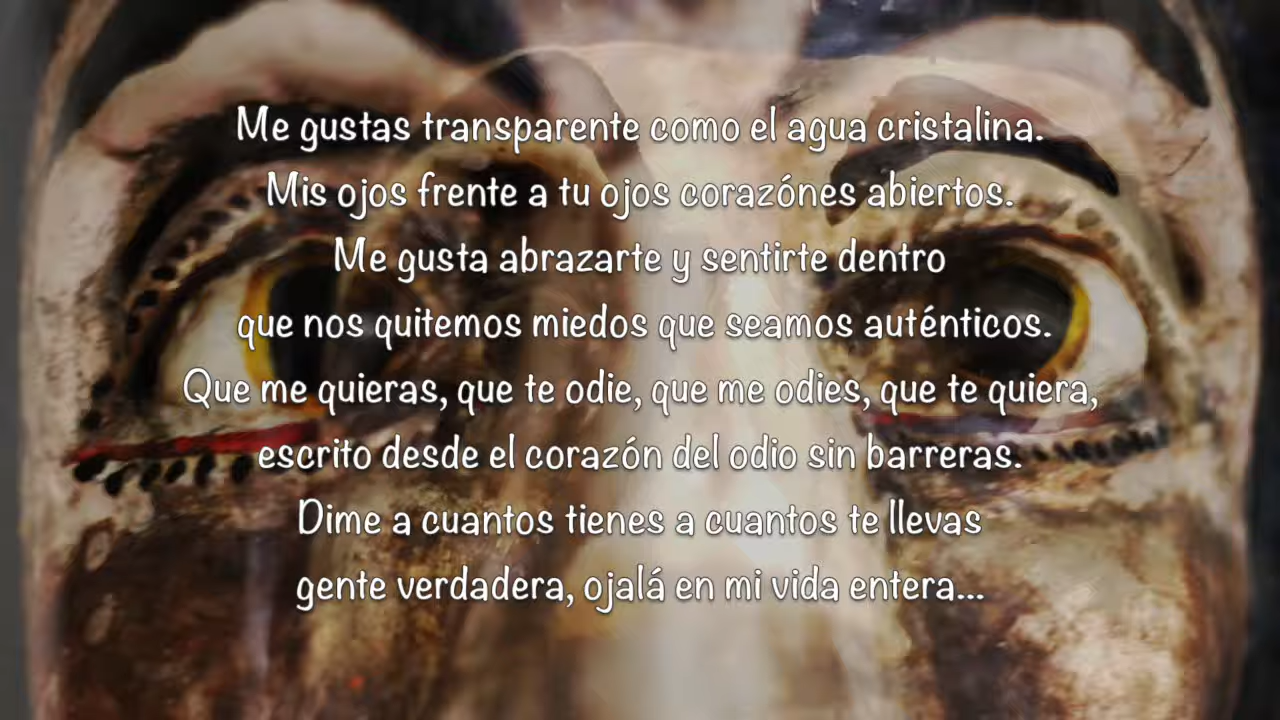 Me gustas transparente como el agua cristalina.
Mis ojos frente a tu ojos corazónes abiertos.
Me gusta abrazarte y sentirte dentro
que nos quitemos miedos que seamos auténticos.
Que me quieras, que te odie, que me odies, que te quiera,
escrito desde el corazón del odio sin barreras.
Dime a cuantos tienes a cuantos te llevas
gente verdadera, ojalá en mi vida entera...